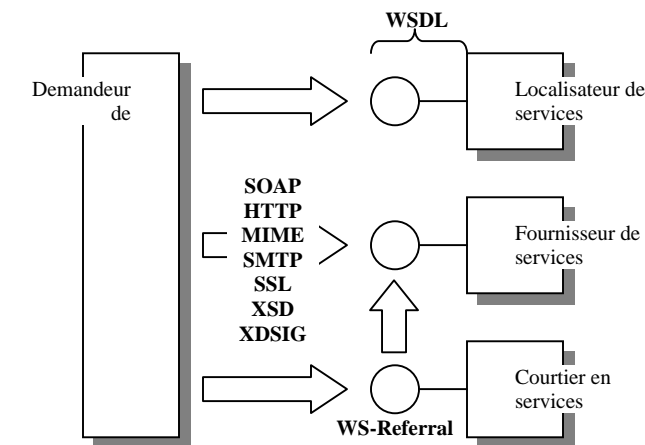 WSDL
Demandeur
de
Localisateur de
services
SOAP
HTTP
MIME
SMTP
SSL
XSD
XDSIG
Fournisseur de
services
Courtier en
services
WS-Referral